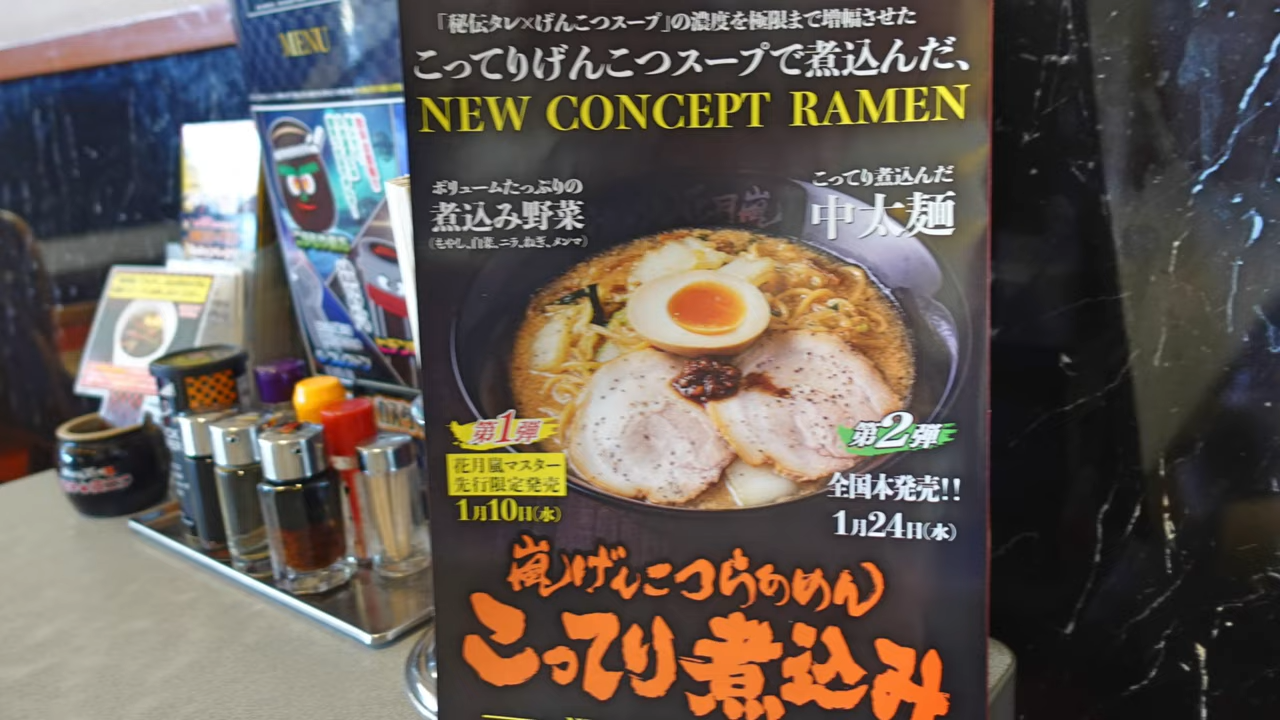 「秘伝タレ×げんこつスープ」の濃度を極限まで増幅させた
こってりげんこつスープで煮込んだ、
NEW CONCEPT RAMEN
ボリュームたっぷりの
煮込み野菜
(もやし、白菜、ニラ、ねぎ、メンマ)
こってり煮込んだ
中太麺
月嵐
第1弾
花月嵐マスター
先行限定発売
1月10日(水)
第2弾
全国本発売!!
1月24日(水)
嵐げんこつらあめん
こってり煮込み
MENU